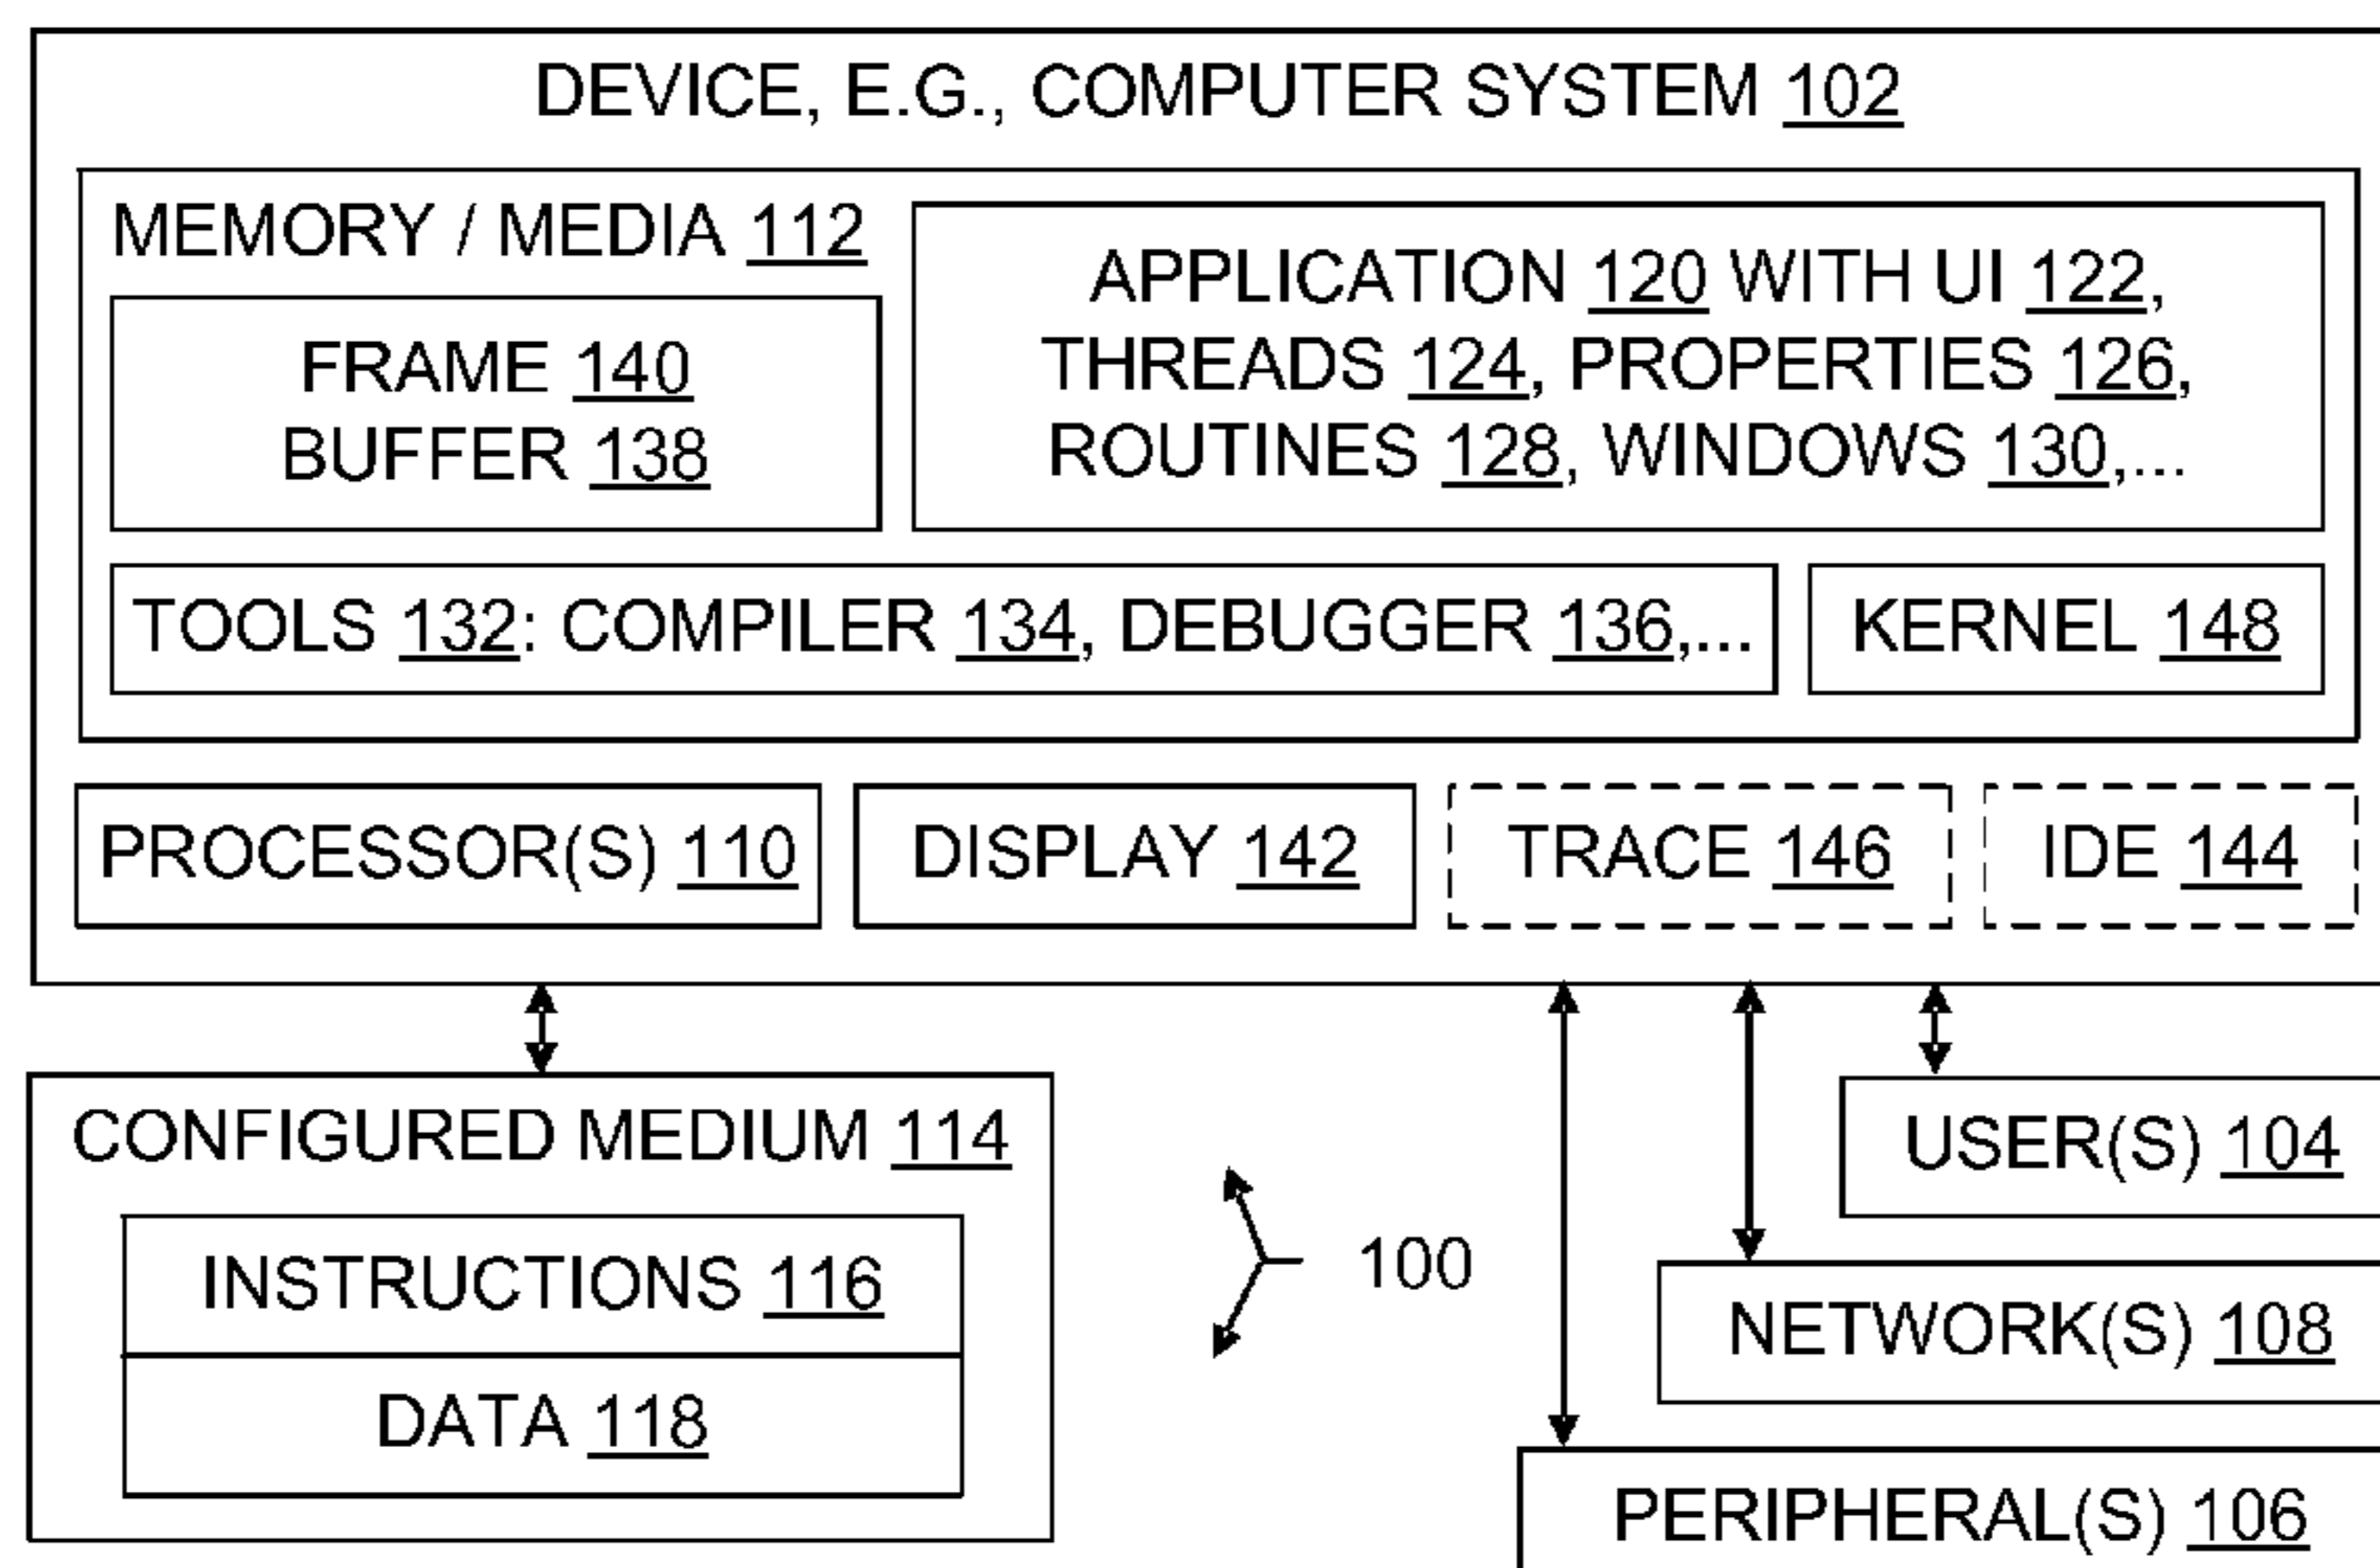 DEVICE, E.G., COMPUTER SYSTEM 102
MEMORY / MEDIA 112
FRAME 140
BUFFER 138
APPLICATION 120 WITH UI 122,
THREADS 124, PROPERTIES 126,
ROUTINES 128, WINDOWS 130,...
TOOLS 132: COMPILER 134, DEBUGGER 136,...
KERNEL 148
PROCESSOR(S) 110
DISPLAY 142
TRACE 146
IDE 144
CONFIGURED MEDIUM 114
INSTRUCTIONS 116
DATA 118
100
USER(S) 104
NETWORK(S) 108
PERIPHERAL(S) 106